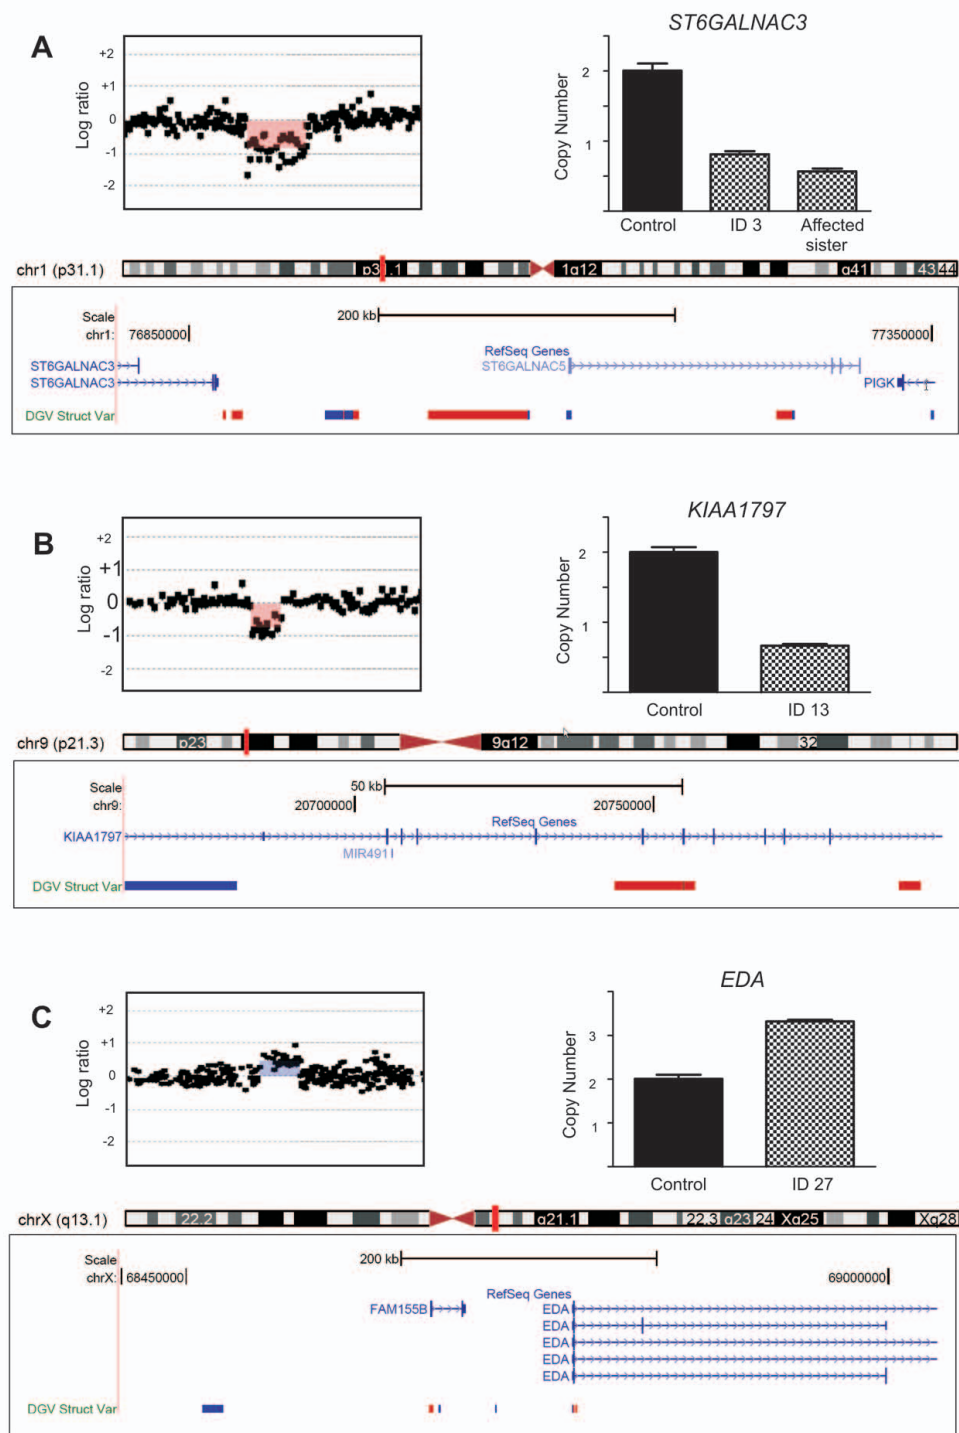 A
ST6GALNAC3
+2
+1
0
-1
-2
Log ratio
Copy Number
2
1
Control
ID 3
Affected
sister
chr1 (p31.1)
p31.1
1q12
q41
43
44
Scale
200 kb
chr1:
76850000
77350000
RefSeq Genes
ST6GALNAC3
ST6GALNAC5
ST6GALNAC3
PIGK
DGV Struct Var
B
KIAA1797
+2
+1
0
-1
-2
Log ratio
Copy Number
2
1
Control
ID 13
chr9 (p21.3)
p23
9q12
32
Scale
50 kb
chr9:
20700000
20750000
RefSeq Genes
KIAA1797
MIR491
DGV Struct Var
C
EDA
+2
+1
0
-1
-2
Log ratio
Copy Number
3
2
1
Control
ID 27
chrX (q13.1)
22.2
q21.1
22.3
q23
24
Xq25
Xq28
Scale
200 kb
chrX:
68450000
69000000
RefSeq Genes
FAM155B
EDA
EDA
EDA
EDA
EDA
DGV Struct Var